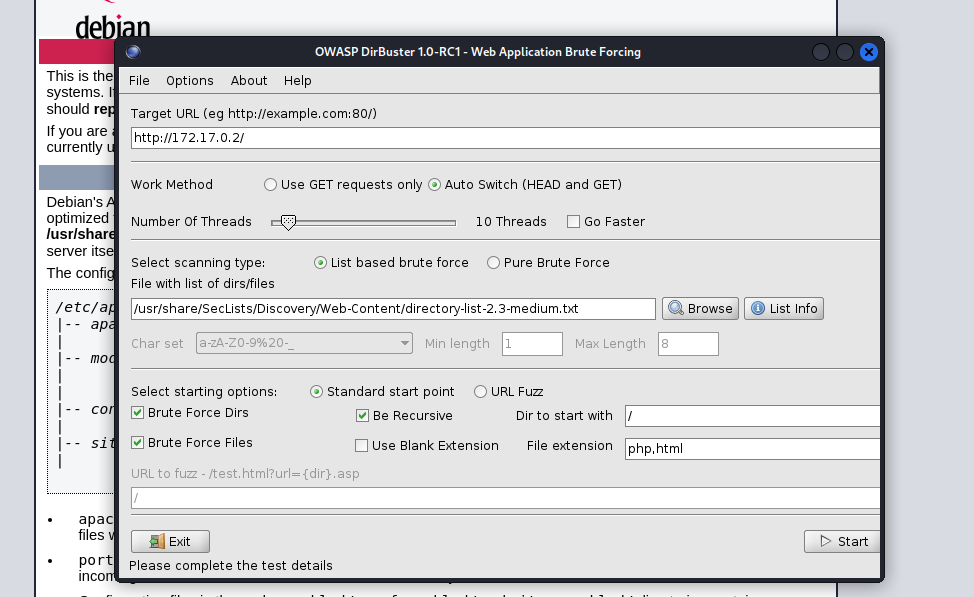 debian
OWASP DirBuster 1.0-RC1 - Web Application Brute Forcing
File Options About Help
This is the
systems. I
should rep
If you are a
currently u
Debian's A
optimized
/usr/share
server itse
The config
/etc/ap
|-- apa
|
|-- moc
|
|
|-- con
|
|-- sit
|
• apac
files w
• port
incom
Target URL (eg http://example.com:80/)
http://172.17.0.2/
Work Method Use GET requests only Auto Switch (HEAD and GET)
Number Of Threads 10 Threads Go Faster
Select scanning type: List based brute force Pure Brute Force
File with list of dirs/files
/usr/share/SecLists/Discovery/Web-Content/directory-list-2.3-medium.txt Browse List Info
Char set a-zA-Z0-9%20-_ Min length 1 Max Length 8
Select starting options: Standard start point URL Fuzz
Brute Force Dirs Be Recursive Dir to start with /
Brute Force Files Use Blank Extension File extension php,html
URL to fuzz - /test.html?url={dir}.asp
/
Exit Start
Please complete the test details